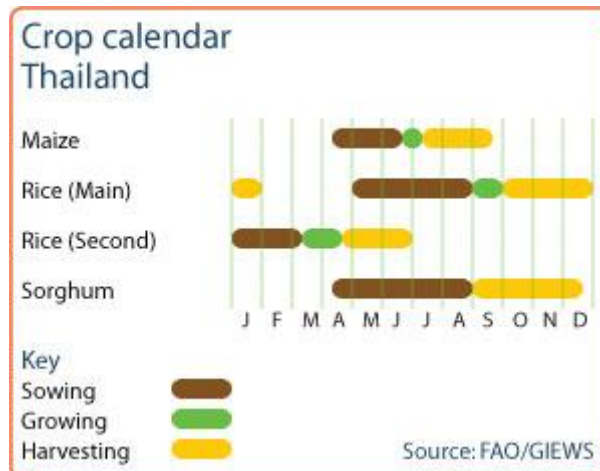 Crop calendar
Thailand
Maize
Rice (Main)
Rice (Second)
Sorghum
J F M A M J J A S O N D
Key
Sowing
Growing
Harvesting
Source: FAO/GIEWS